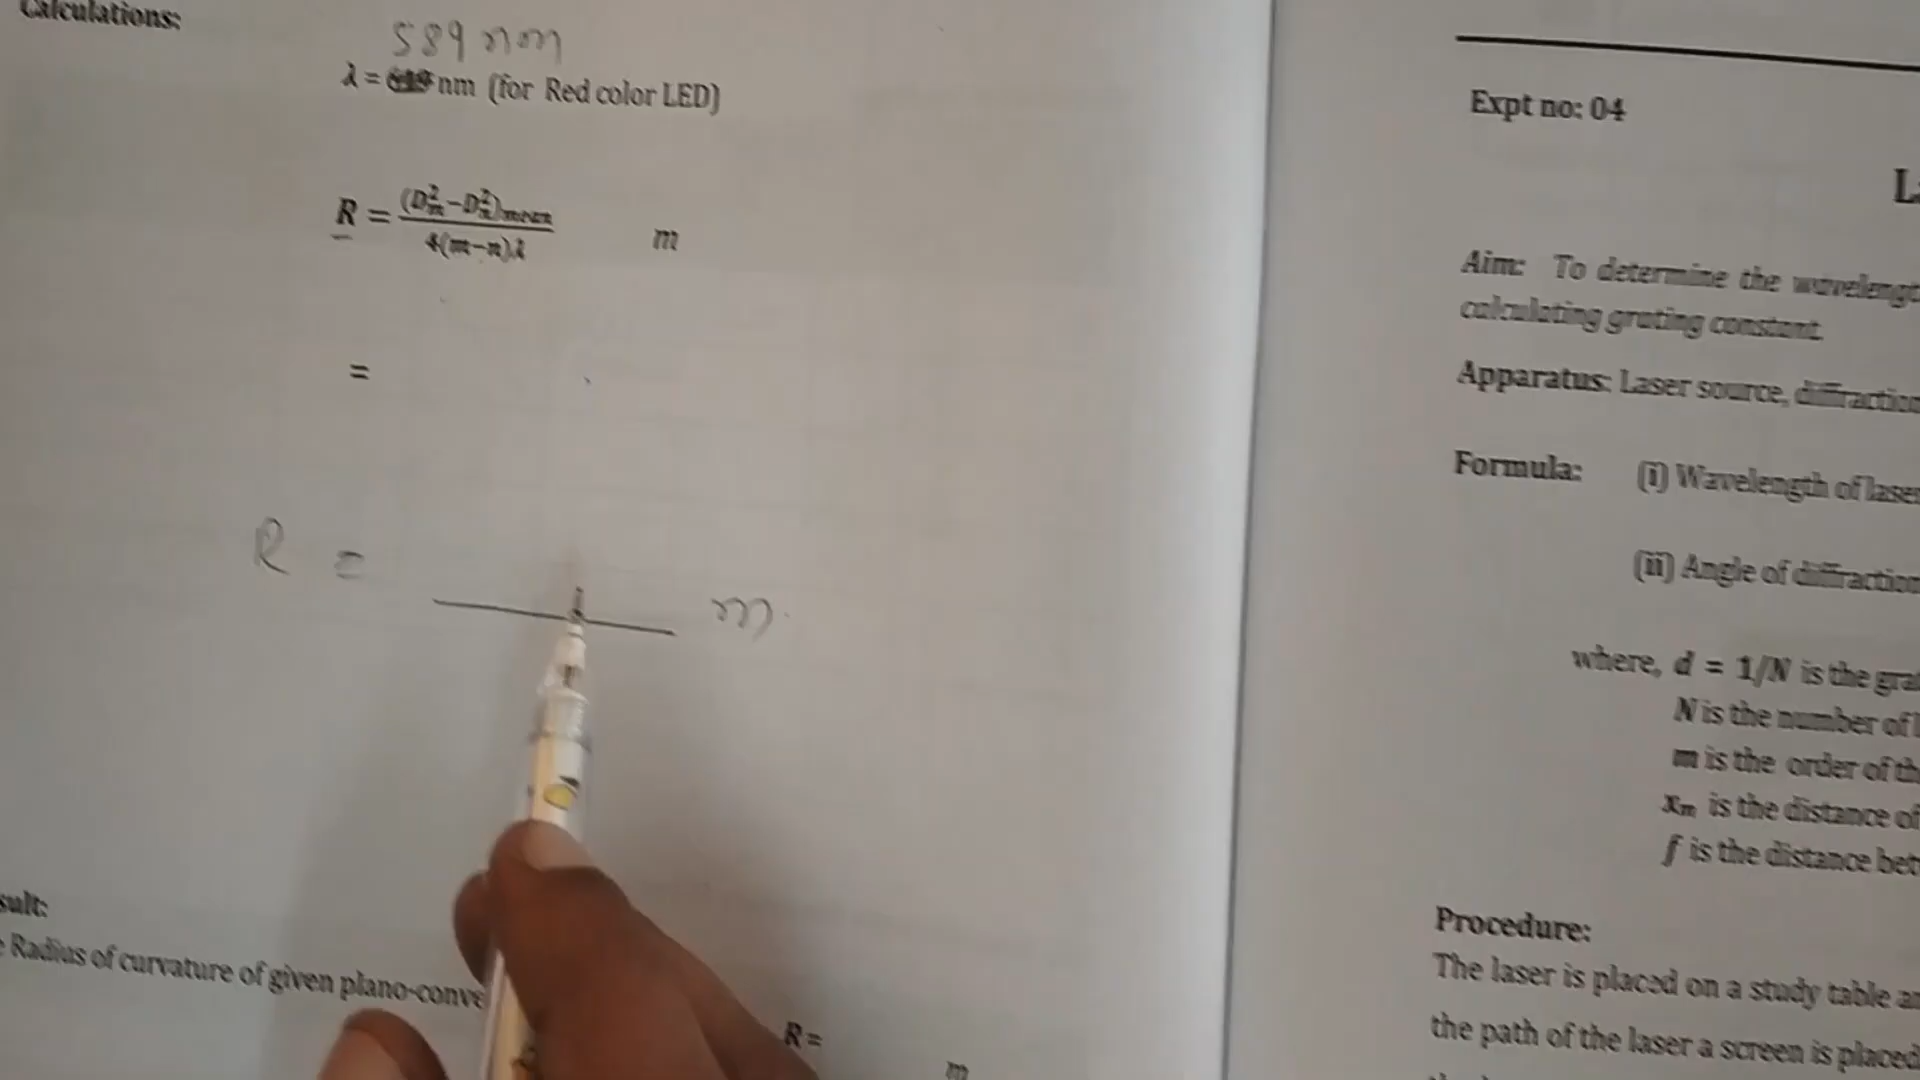 Calculations:
589 nm
λ = nm (for Red color LED)
R = (D²m−D²n)mean / 4(m−n)λ m
=
R = m.
sult:
Radius of curvature of given plano-conve
R =
m
Expt no: 04
L
Aim: To determine the wavelengt
calculating grating constant.
Apparatus: Laser source, diffraction
Formula: (i) Wavelength of laser
(ii) Angle of diffraction
where, d = 1/N is the grat
N is the number of l
m is the order of th
xm is the distance of
f is the distance bet
Procedure:
The laser is placed on a study table an
the path of the laser a screen is placed